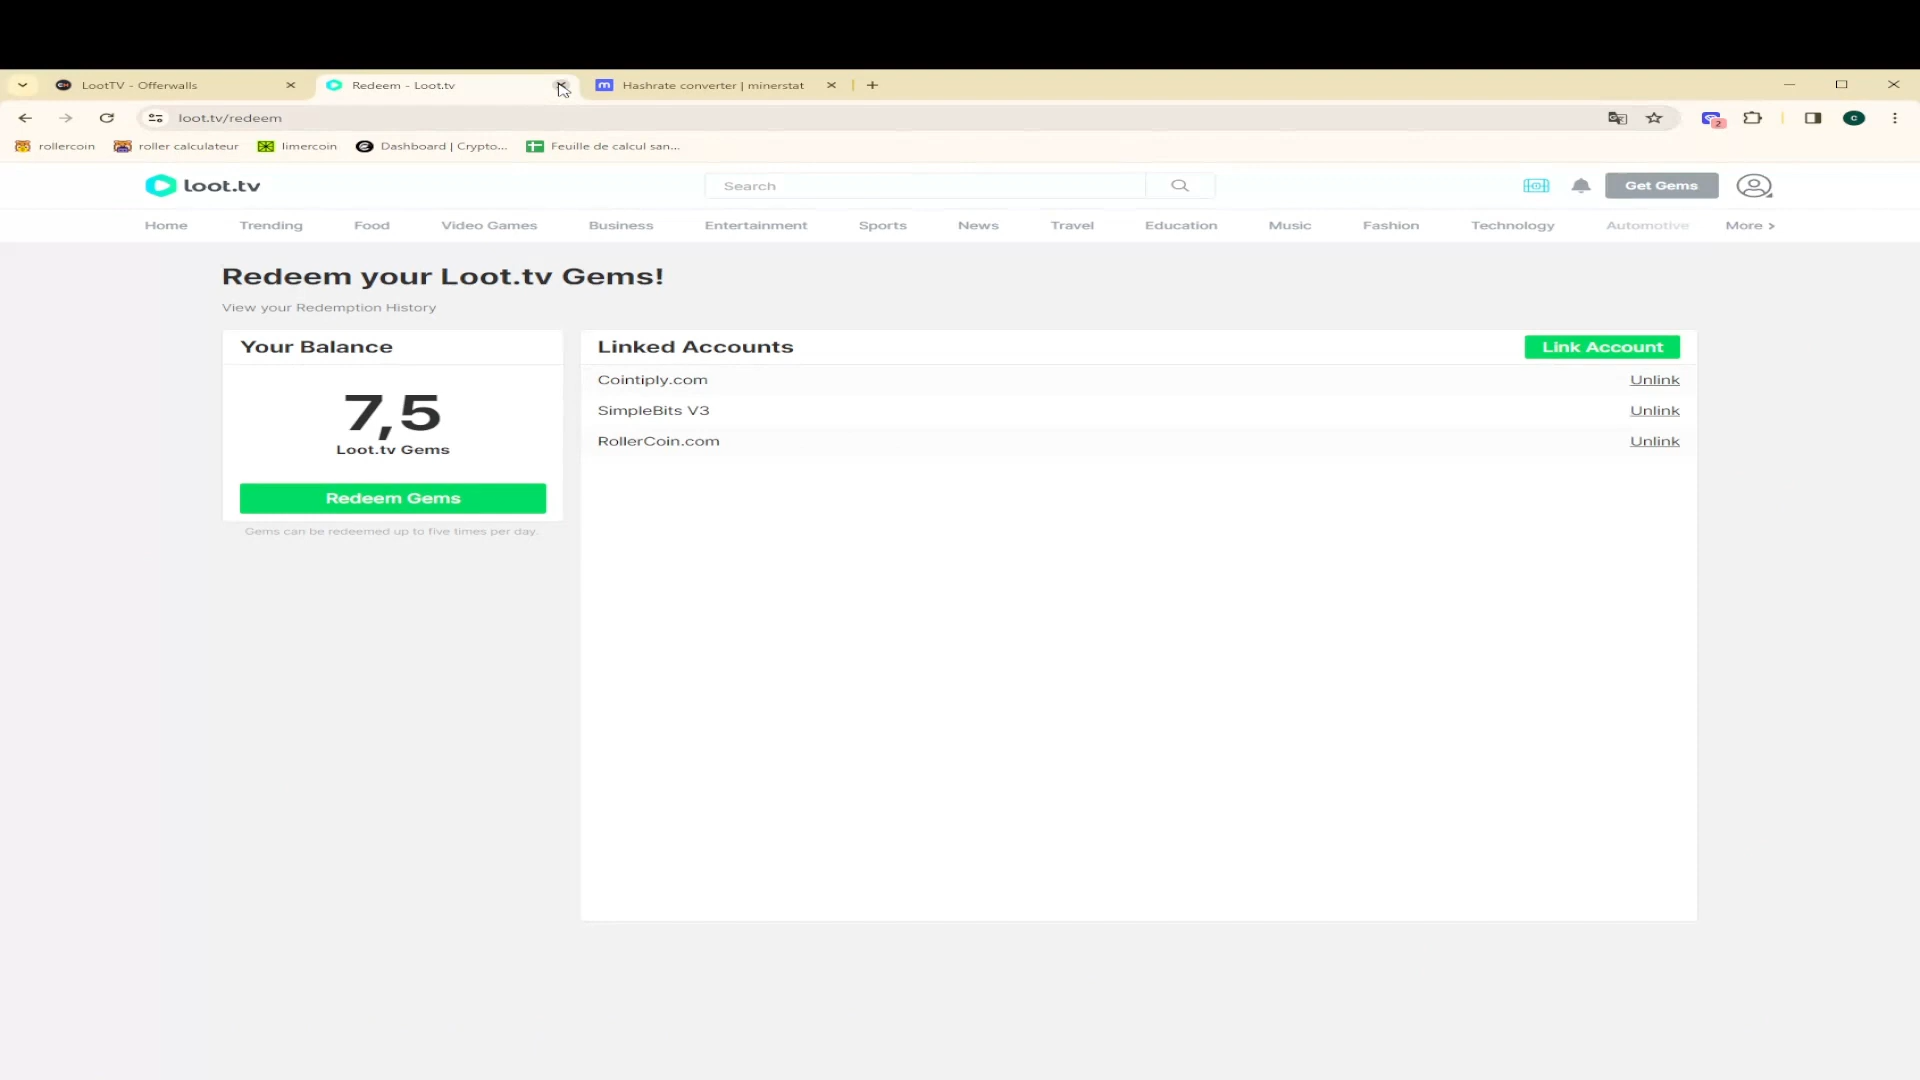 LootTV - Offerwalls
Redeem - Loot.tv
m
Hashrate converter | minerstat
loot.tv/redeem
2
C
rollercoin
roller calculateur
limercoin
Dashboard | Crypto...
Feuille de calcul san...
loot.tv
Search
Get Gems
Home
Trending
Food
Video Games
Business
Entertainment
Sports
News
Travel
Education
Music
Fashion
Technology
Automotive
More >
Redeem your Loot.tv Gems!
View your Redemption History
Your Balance
7,5
Loot.tv Gems
Redeem Gems
Gems can be redeemed up to five times per day.
Linked Accounts
Link Account
Cointiply.com
Unlink
SimpleBits V3
Unlink
RollerCoin.com
Unlink